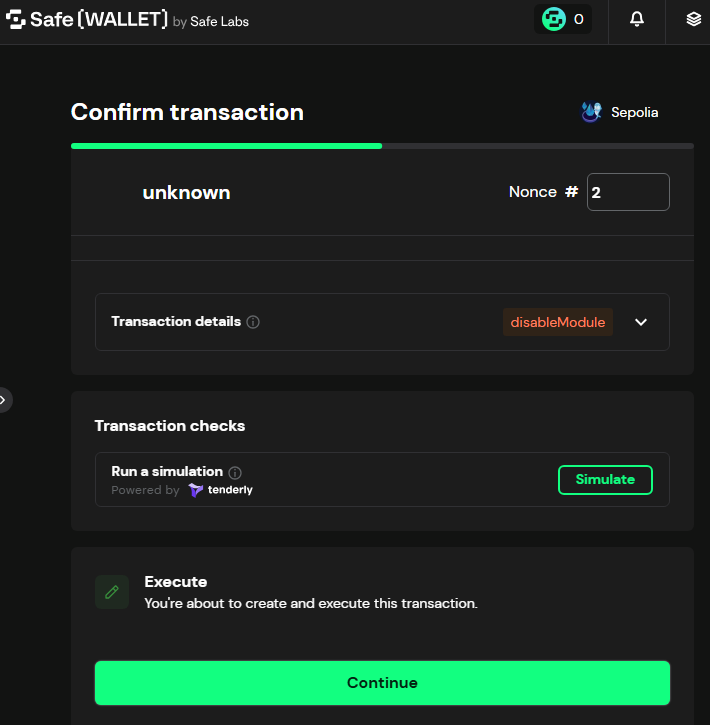 Safe{WALLET} by Safe Labs
0
Confirm transaction
Sepolia
unknown
Nonce # 2
Transaction details
disableModule
Transaction checks
Run a simulation
Powered by tenderly
Simulate
Execute
You're about to create and execute this transaction.
Continue